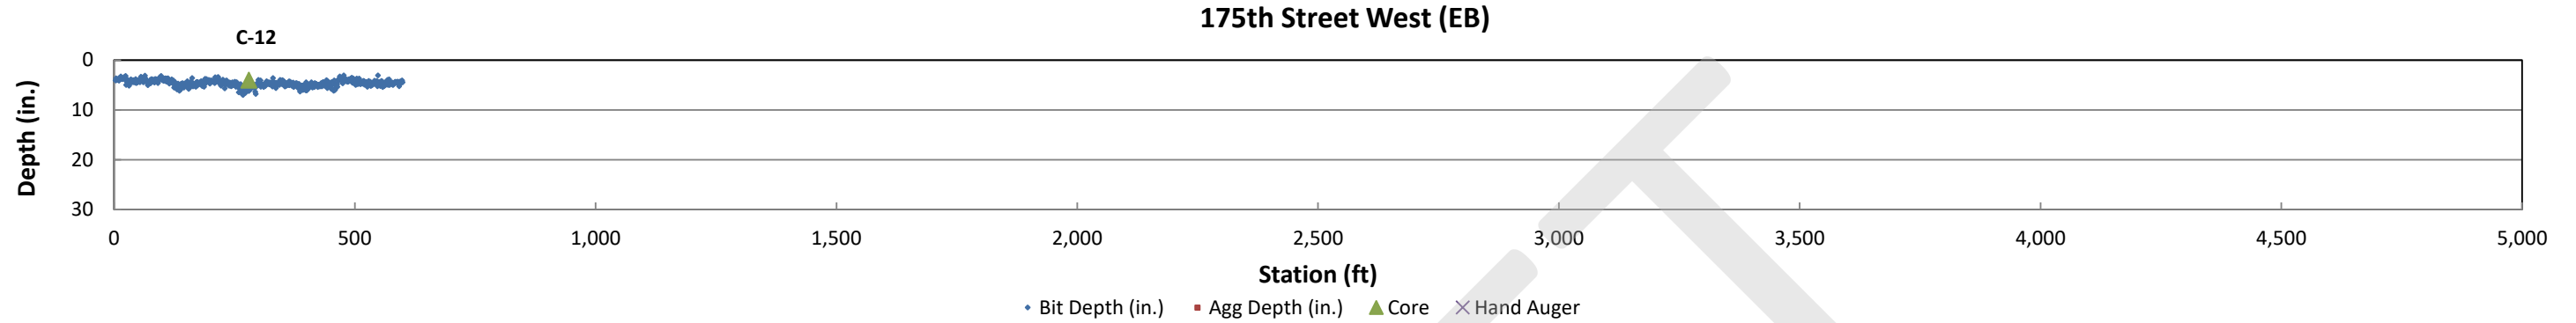 175th Street West (EB)
C-12
Depth (in.)
0
10
20
30
0 500 1,000 1,500 2,000 2,500 3,000 3,500 4,000 4,500 5,000
Station (ft)
Bit Depth (in.) Agg Depth (in.) Core Hand Auger